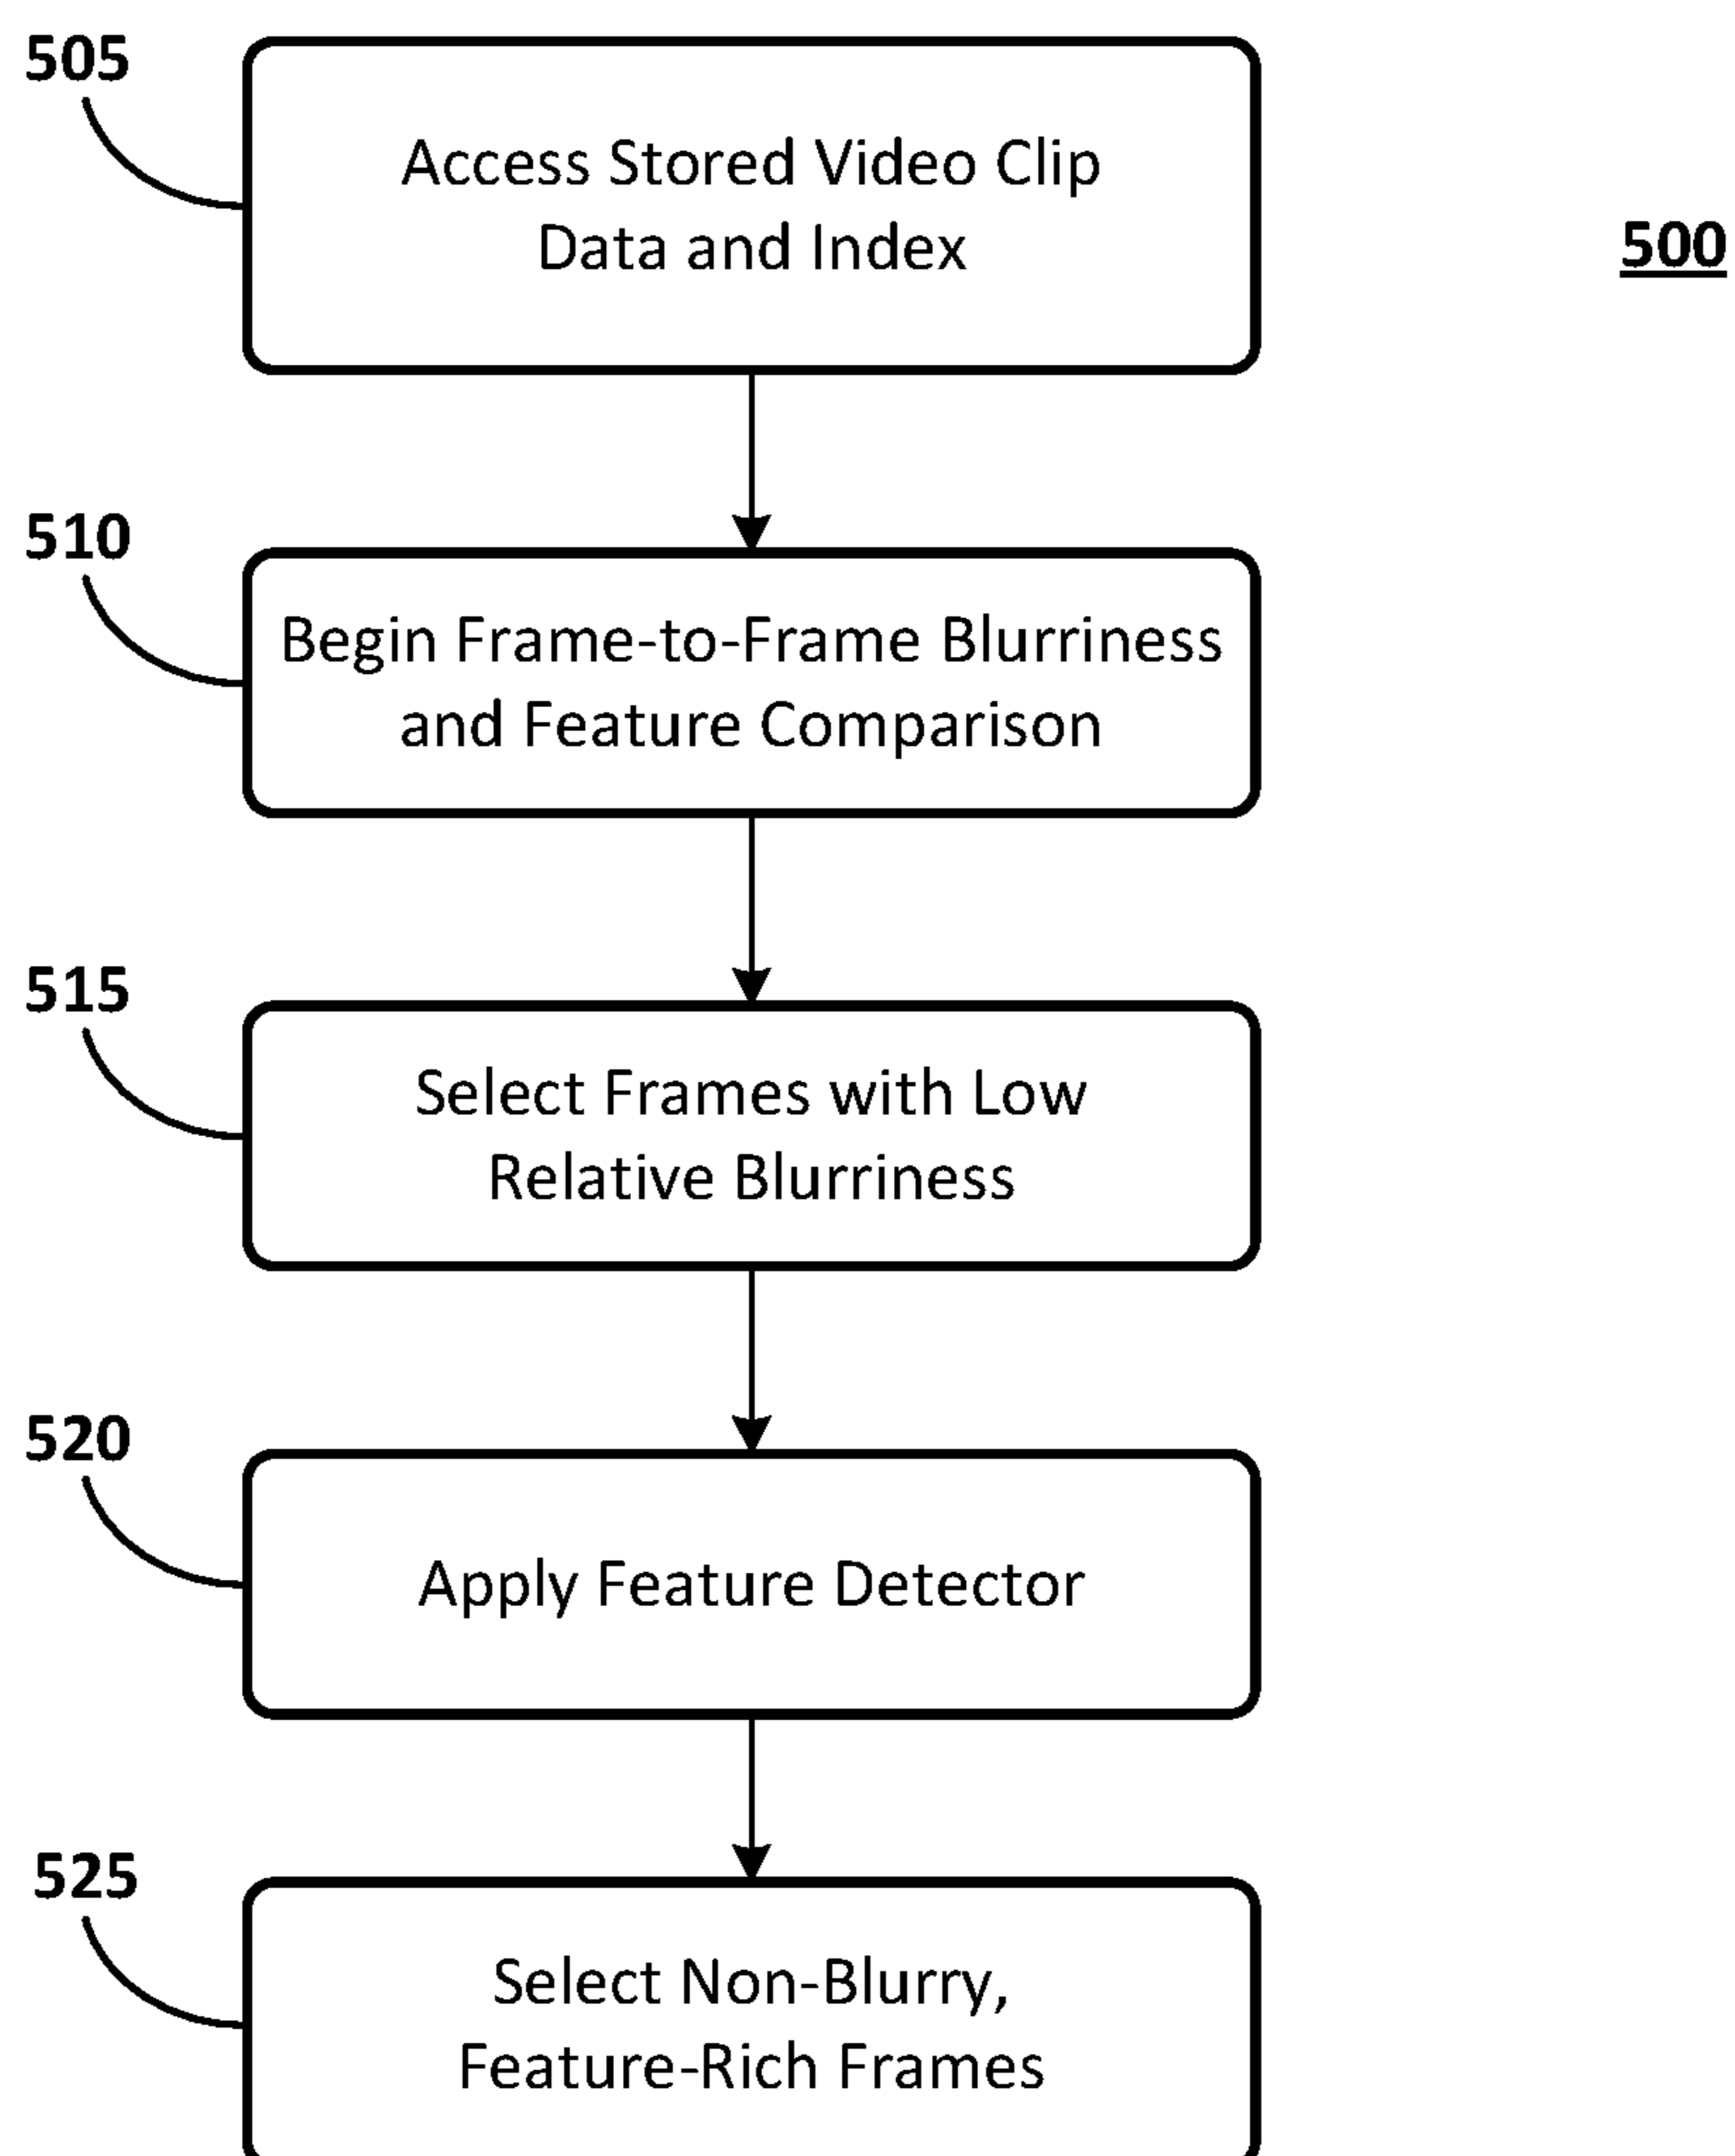 505
Access Stored Video Clip
Data and Index
500
510
Begin Frame-to-Frame Blurriness
and Feature Comparison
515
Select Frames with Low
Relative Blurriness
520
Apply Feature Detector
525
Select Non-Blurry,
Feature-Rich Frames